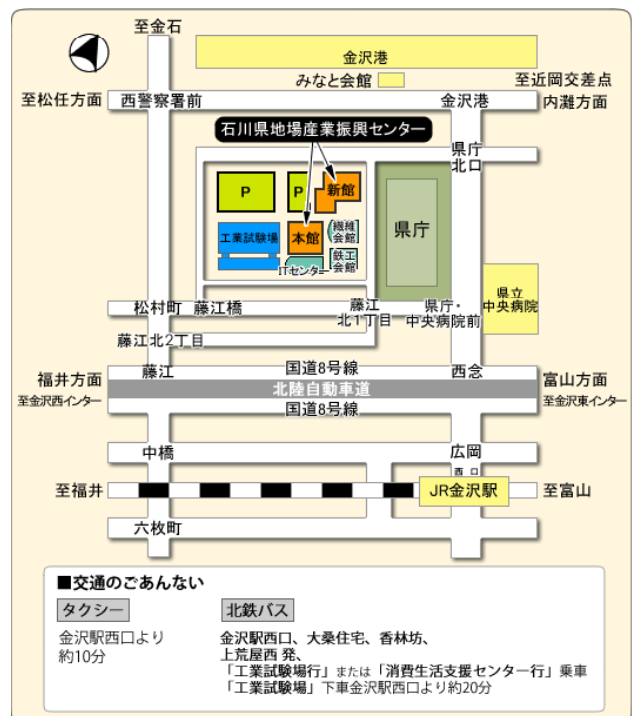 至金石
金沢港
みなと会館
至近岡交差点
至松任方面
西警察署前
金沢港
内灘方面
石川県地場産業振興センター
県庁
北口
P
P
新館
県庁
工業試験場
本館
繊維
会館
鉄工
会館
ITセンター
県立
中央病院
松村町
藤江橋
藤江
北1丁目
県庁・
中央病院前
藤江北2丁目
福井方面
至金沢西インター
藤江
国道8号線
西念
富山方面
至金沢東インター
北陸自動車道
国道8号線
中橋
広岡
西口
至福井
JR金沢駅
至富山
六枚町
■交通のごあんない
タクシー
金沢駅西口より
約10分
北鉄バス
金沢駅西口、大桑住宅、香林坊、
上荒屋西 発、
「工業試験場行」または「消費生活支援センター行」乗車
「工業試験場」下車金沢駅西口より約20分